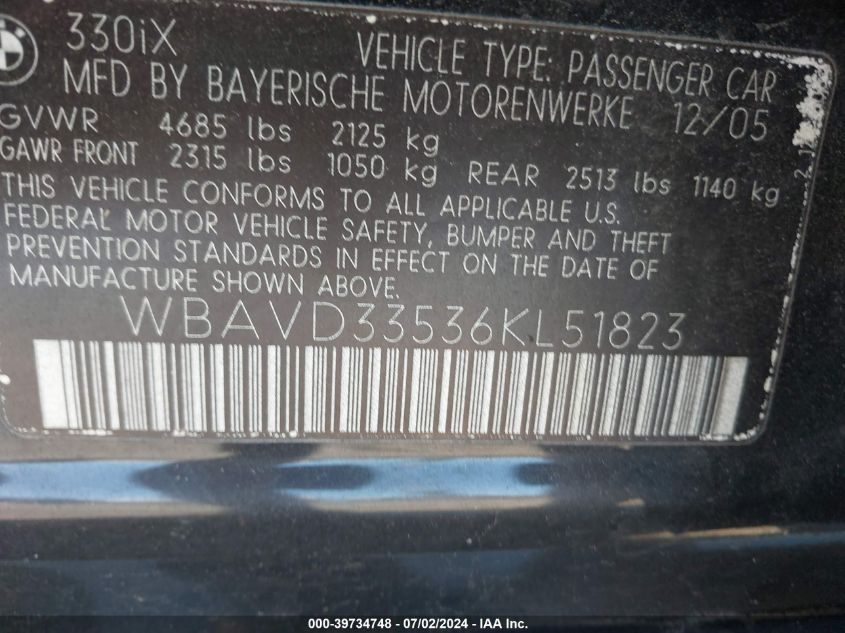 330iX
VEHICLE TYPE: PASSENGER CAR
MFD BY BAYERISCHE MOTORENWERKE 12/05
GVWR 4685 lbs 2125 kg
GAWR FRONT 2315 lbs 1050 kg REAR 2513 lbs 1140 kg
THIS VEHICLE CONFORMS TO ALL APPLICABLE U.S.
FEDERAL MOTOR VEHICLE SAFETY, BUMPER AND THEFT
PREVENTION STANDARDS IN EFFECT ON THE DATE OF
MANUFACTURE SHOWN ABOVE.
WBAVD33536KL51823
000-39734748 - 07/02/2024 - IAA Inc.